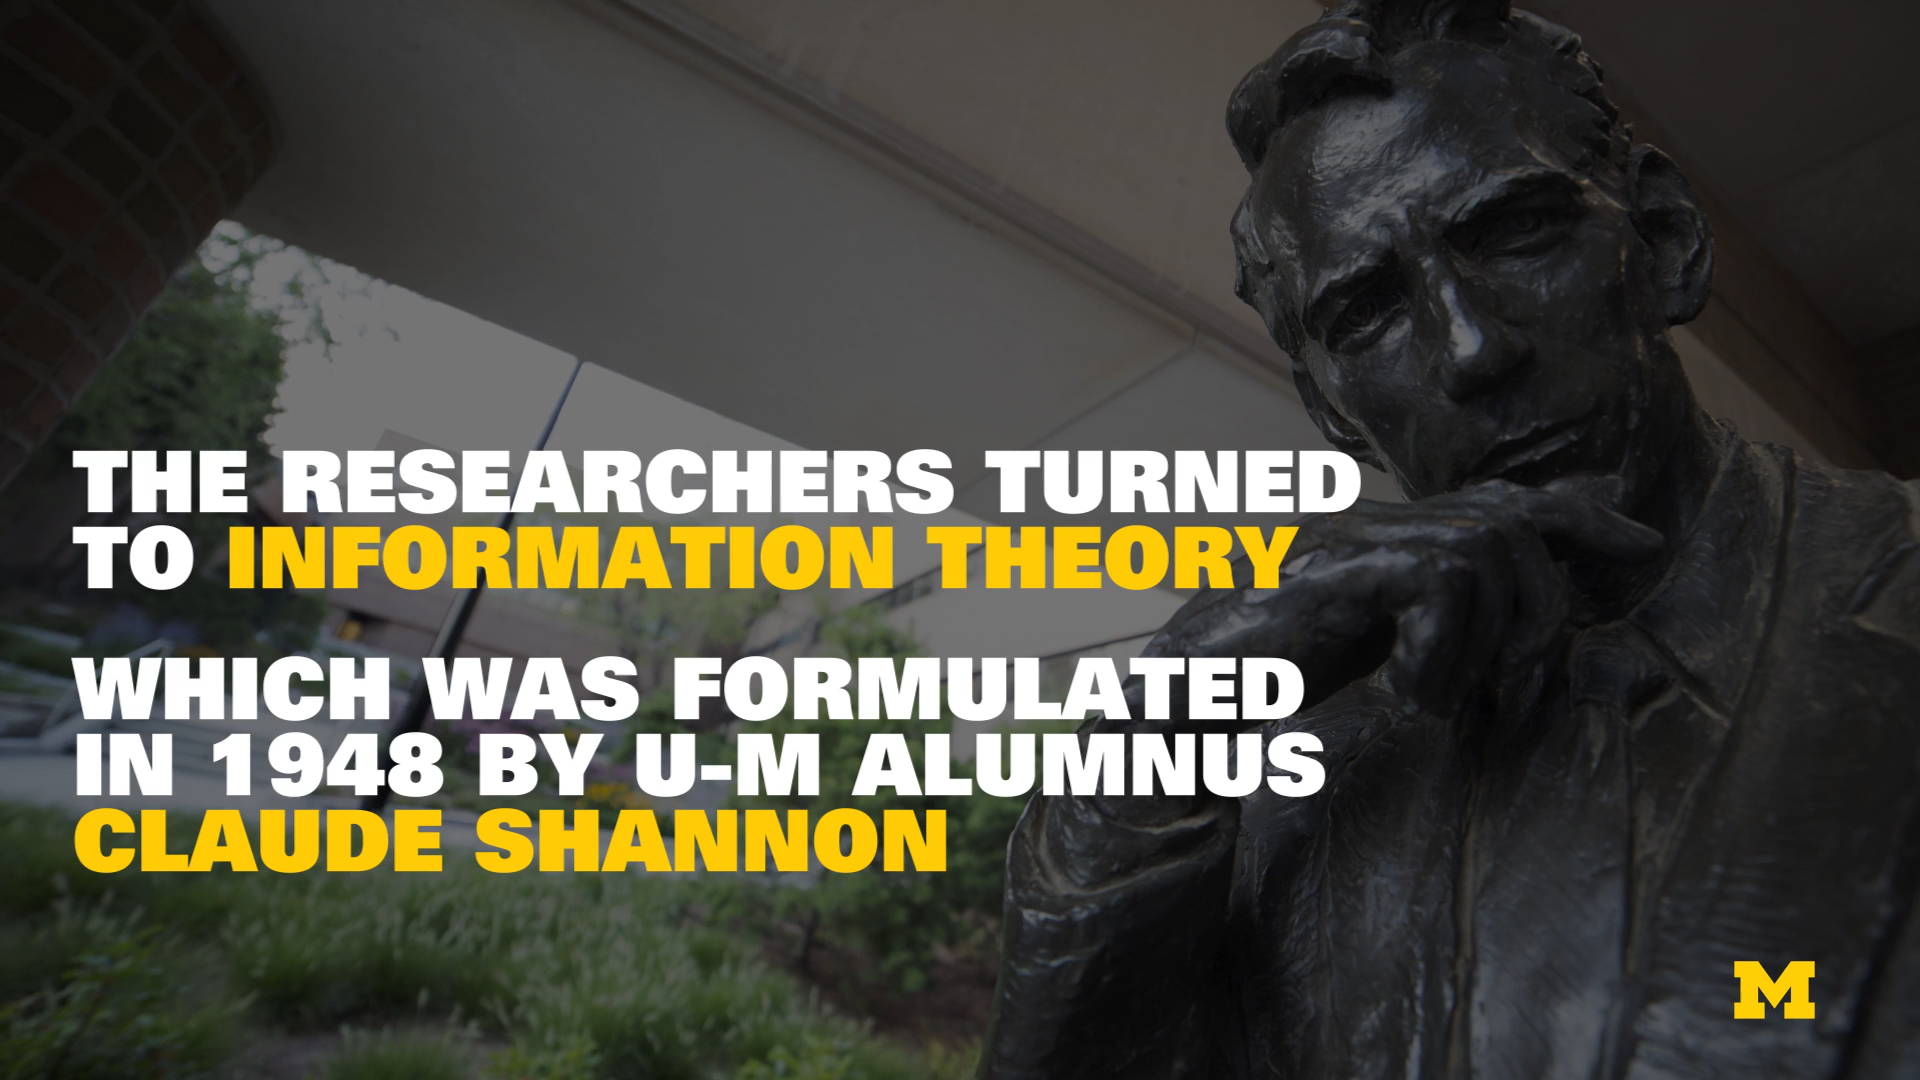 THE RESEARCHERS TURNED
TO INFORMATION THEORY
WHICH WAS FORMULATED
IN 1948 BY U-M ALUMNUS
CLAUDE SHANNON
M